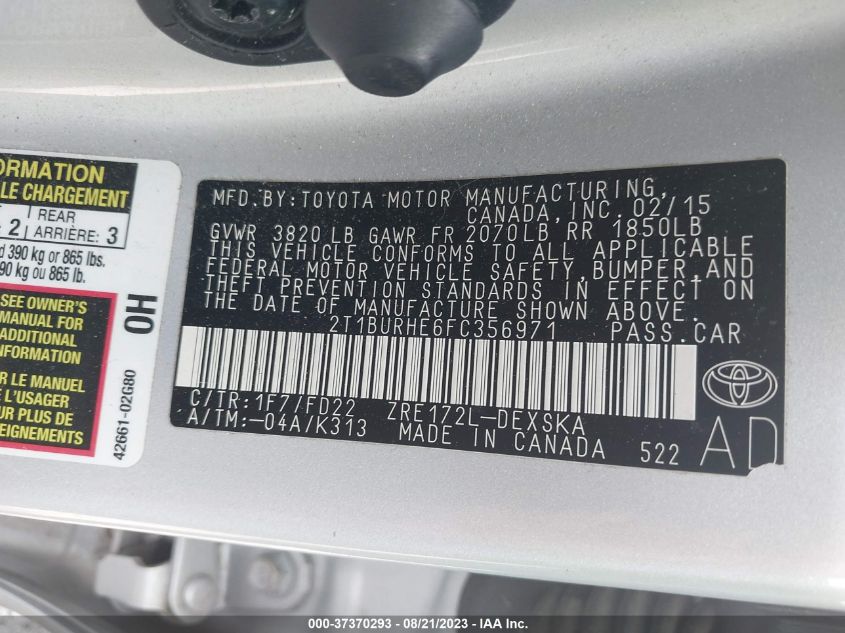 ORMATION
LE CHARGEMENT
2 REAR
ARRIÈRE: 3
d 390 kg or 865 lbs.
90 kg ou 865 lb.
SEE OWNER'S
MANUAL FOR
ADDITIONAL
INFORMATION
R LE MANUEL
L'USAGER
UR PLUS DE
EIGNEMENTS
OH
42661-02G80
MFD.BY:TOYOTA MOTOR MANUFACTURING,
CANADA, INC. 02/15
GVWR 3820 LB GAWR FR 2070LB RR 1850LB
THIS VEHICLE CONFORMS TO ALL APPLICABLE
FEDERAL MOTOR VEHICLE SAFETY, BUMPER, AND
THEFT PREVENTION STANDARDS IN EFFECT ON
THE DATE OF MANUFACTURE SHOWN ABOVE.
2T1BURHE6FC356971 PASS.CAR
C/TR:1F7/FD22 ZRE172L-DEXSKA
A/TM:-04A/K313 MADE IN CANADA 522
AD
000-37370293 - 08/21/2023 - IAA Inc.